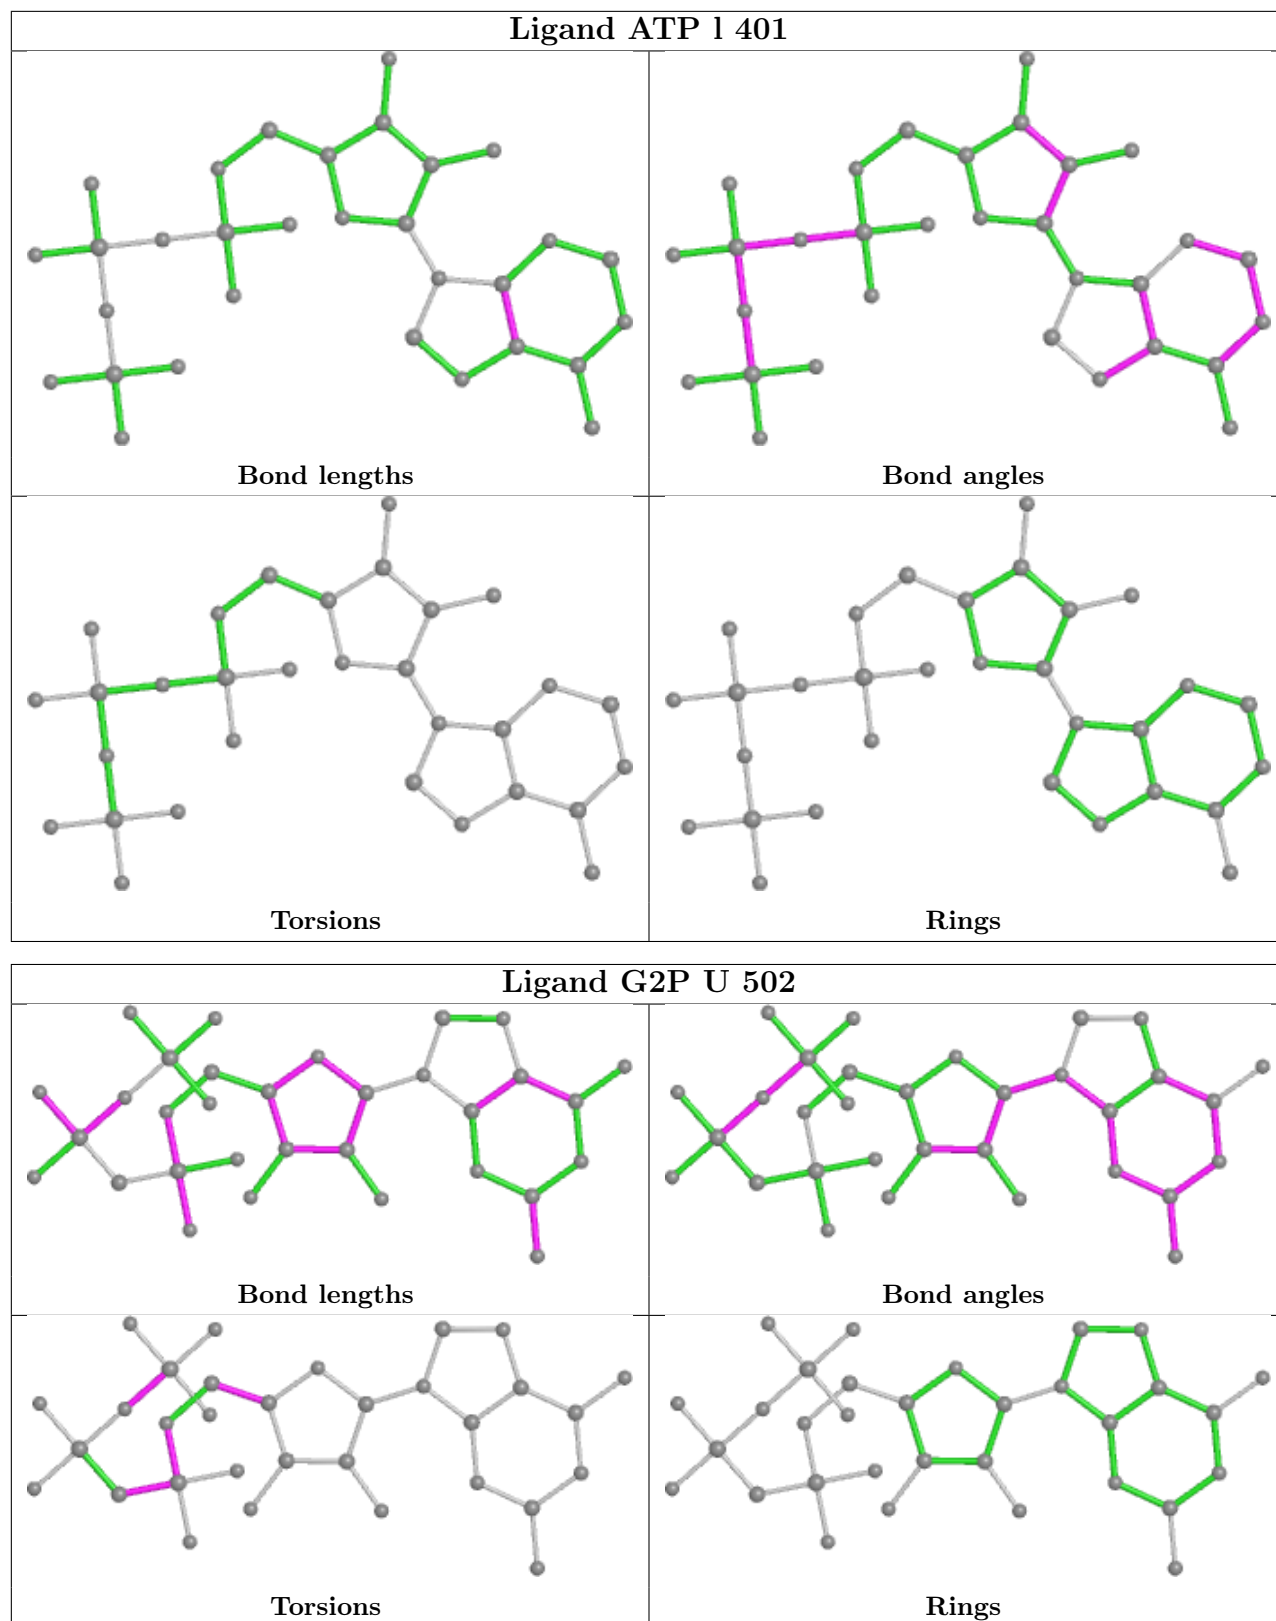 Ligand ATP l 401
Bond lengths
Bond angles
Torsions
Rings
Ligand G2P U 502
Bond lengths
Bond angles
Torsions
Rings